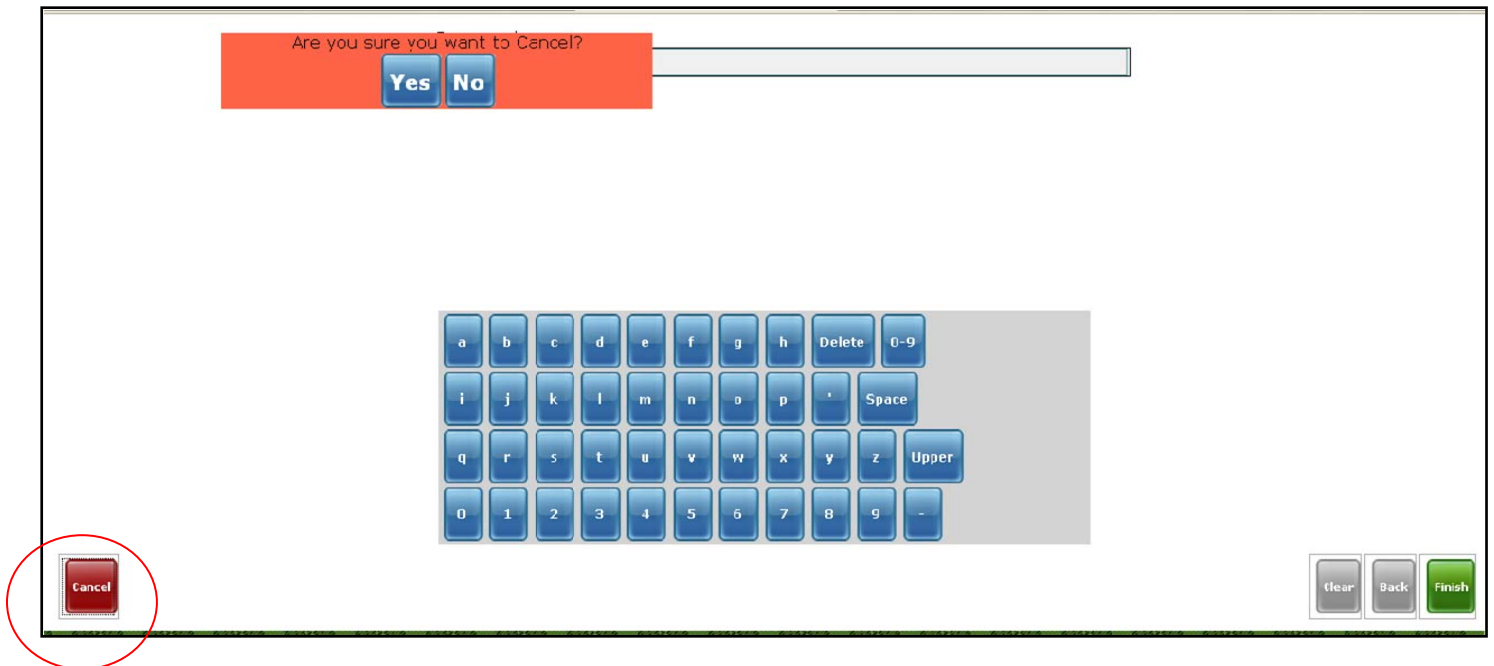 Are you sure you want to Cancel?
Yes No
a b c d e f g h Delete 0-9
i j k l m n o p ' Space
q r s t u v w x y z Upper
0 1 2 3 4 5 6 7 8 9 -
Cancel Clear Back Finish